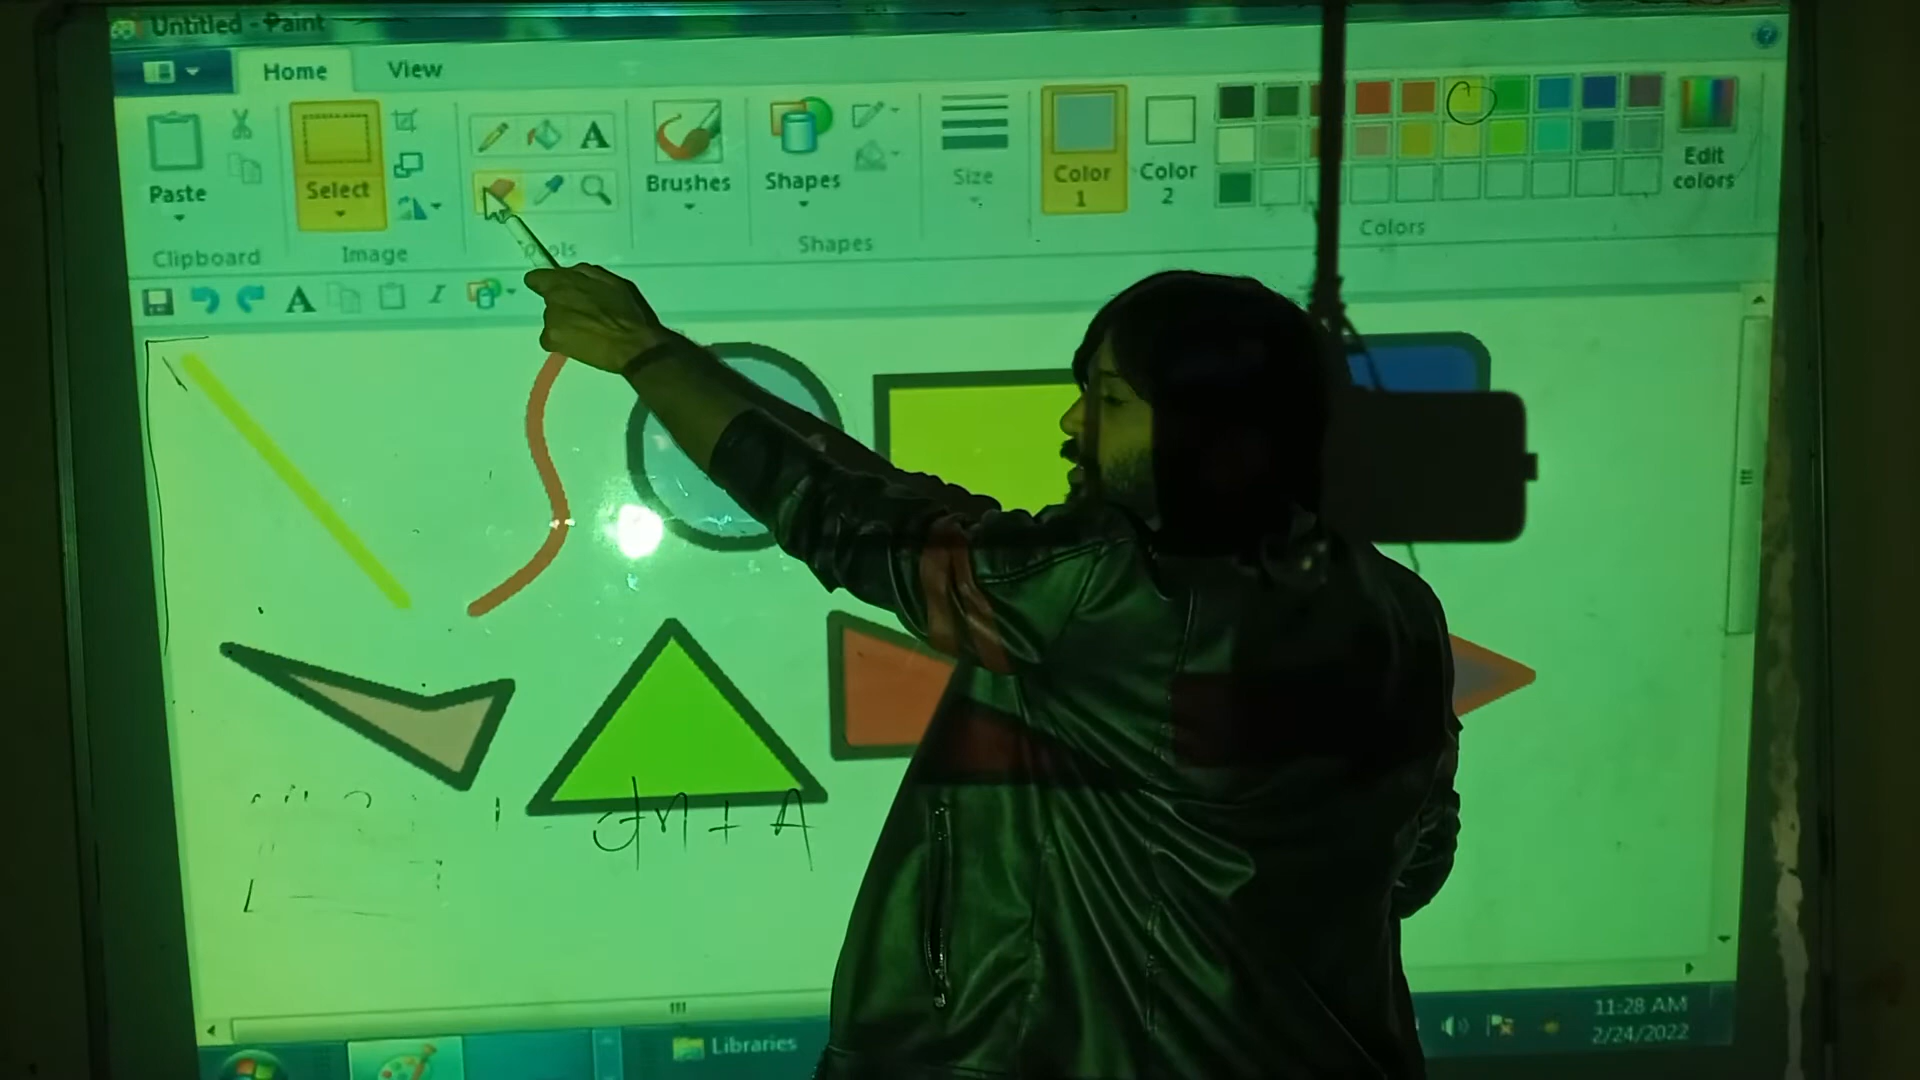 Untitled - Paint
Home View
Paste
Select
A
Brushes
Shapes
Size
Color 1
Color 2
Edit colors
Clipboard
Image
Shapes
Colors
A I
Libraries
11:28 AM
2/24/2022